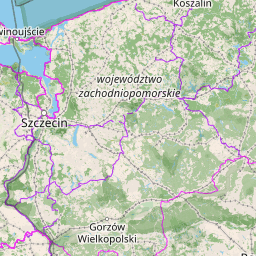 Koszalin
winoujście
województwo
zachodniopomorskie
Szczecin
Gorzów
Wielkopolski